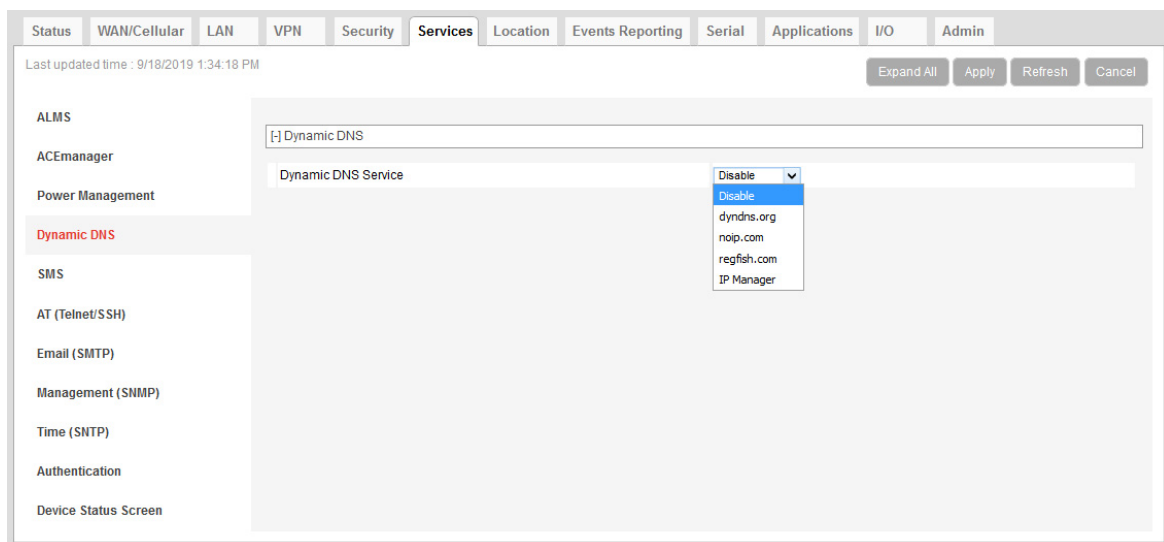 Status WAN/Cellular LAN VPN Security Services Location Events Reporting Serial Applications I/O Admin
Last updated time : 9/18/2019 1:34:18 PM
Expand All Apply Refresh Cancel
ALMS
ACEmanager
Power Management
Dynamic DNS
SMS
AT (Telnet/SSH)
Email (SMTP)
Management (SNMP)
Time (SNTP)
Authentication
Device Status Screen
[-] Dynamic DNS
Dynamic DNS Service Disable
Disable
dyndns.org
noip.com
regfish.com
IP Manager